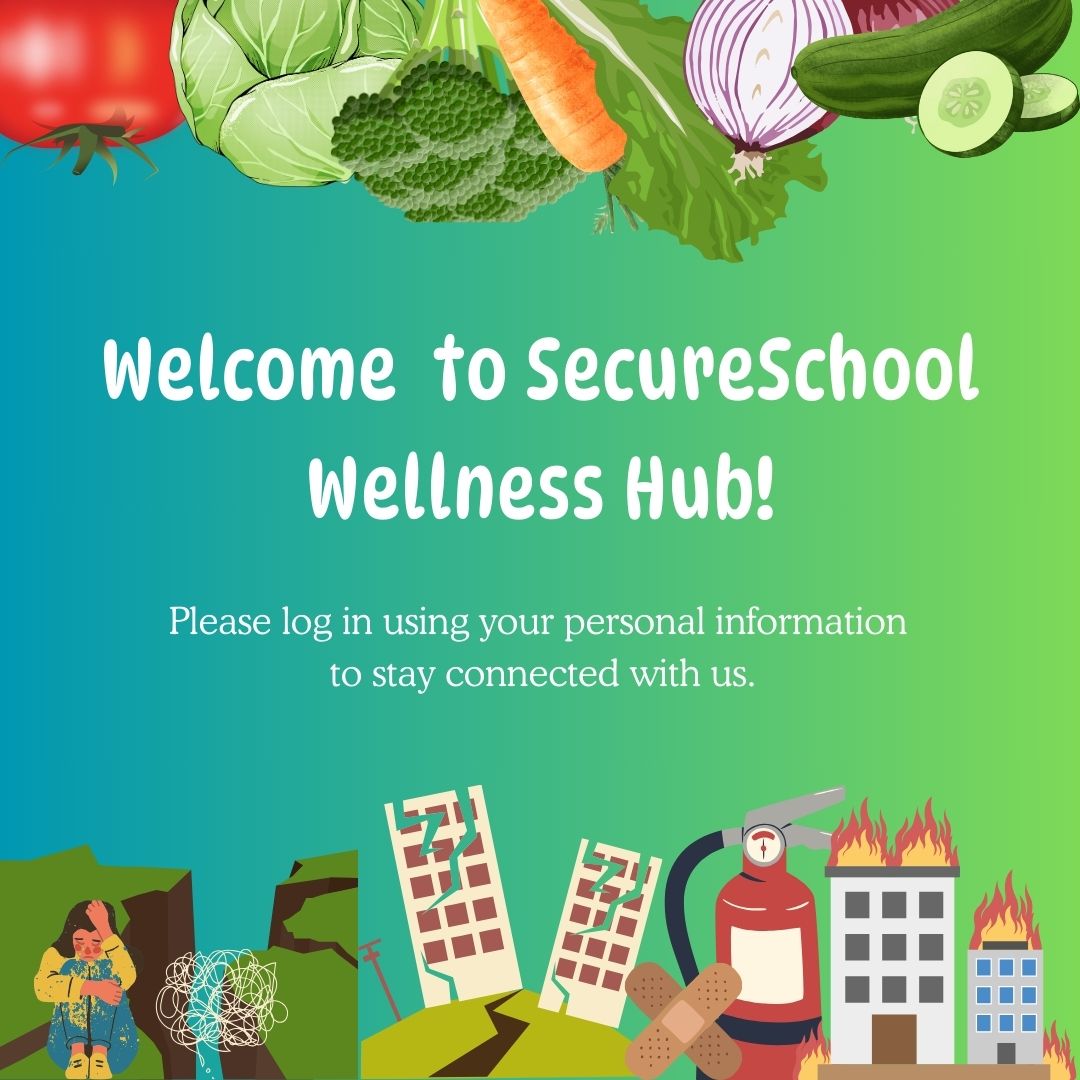 Welcome to SecureSchool
Wellness Hub!
Please log in using your personal information
to stay connected with us.